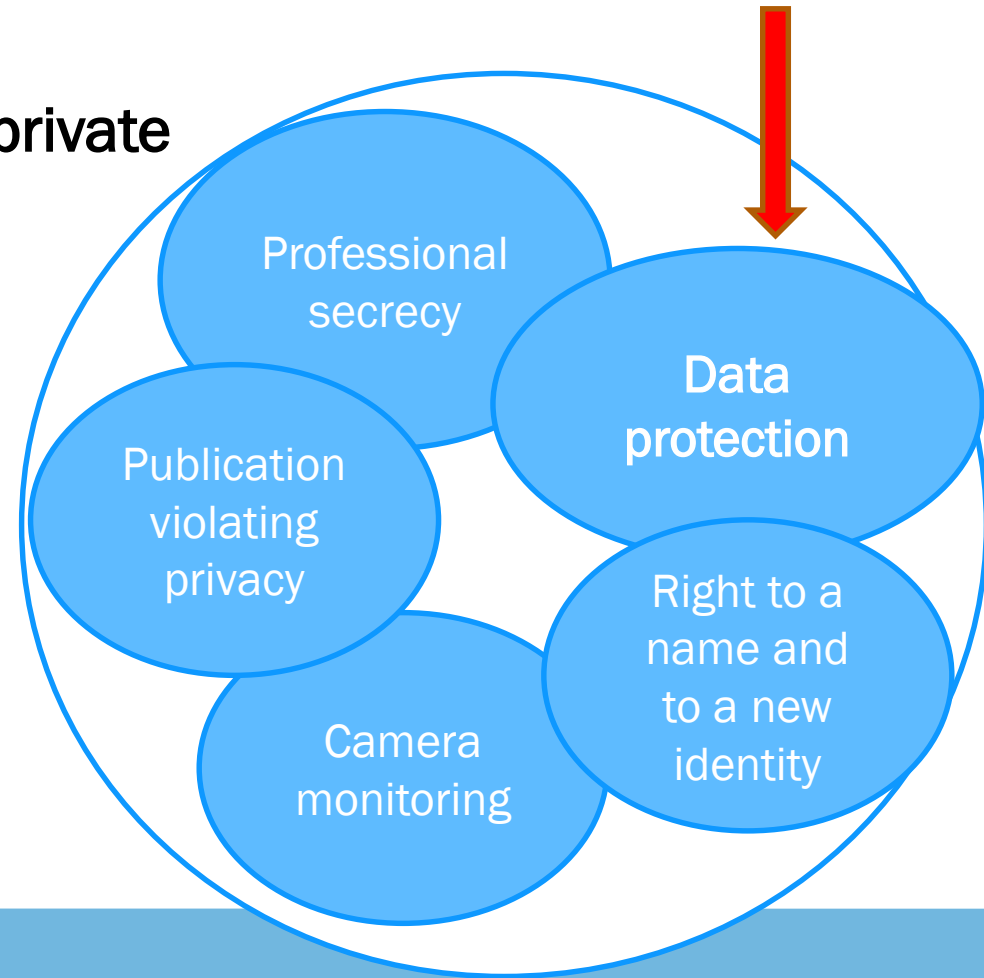 private
Professional
secrecy
Data
protection
Publication
violating
privacy
Right to a
name and
to a new
identity
Camera
monitoring